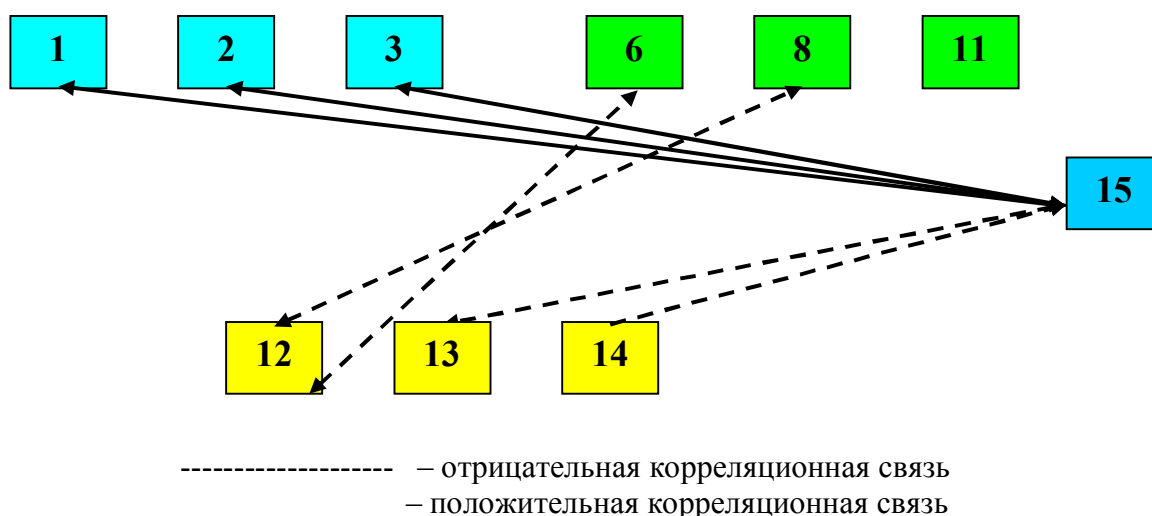 1 2 3 6 8 11
15
12 13 14
– отрицательная корреляционная связь
– положительная корреляционная связь